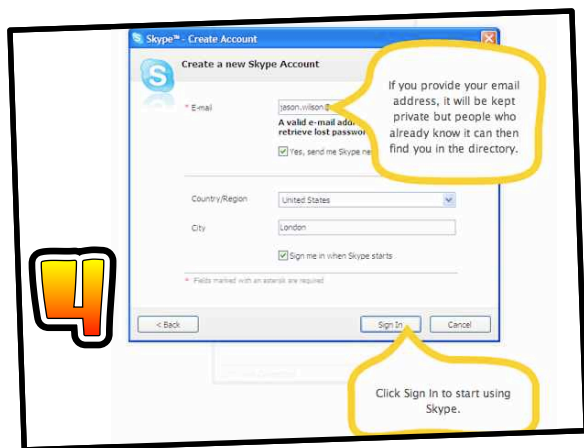 Skype™ - Create Account
Create a new Skype Account
If you provide your email
address, it will be kept
private but people who
already know it can then
find you in the directory.
* E-mail
jason.wilson
A valid e-mail
retrieve lost
Yes, send me Skype
Country/Region
United States
City
London
Sign me in when Skype starts
* Fields marked with an asterisk are required
4
< Back
Sign In
Cancel
Click Sign In to start using
Skype.